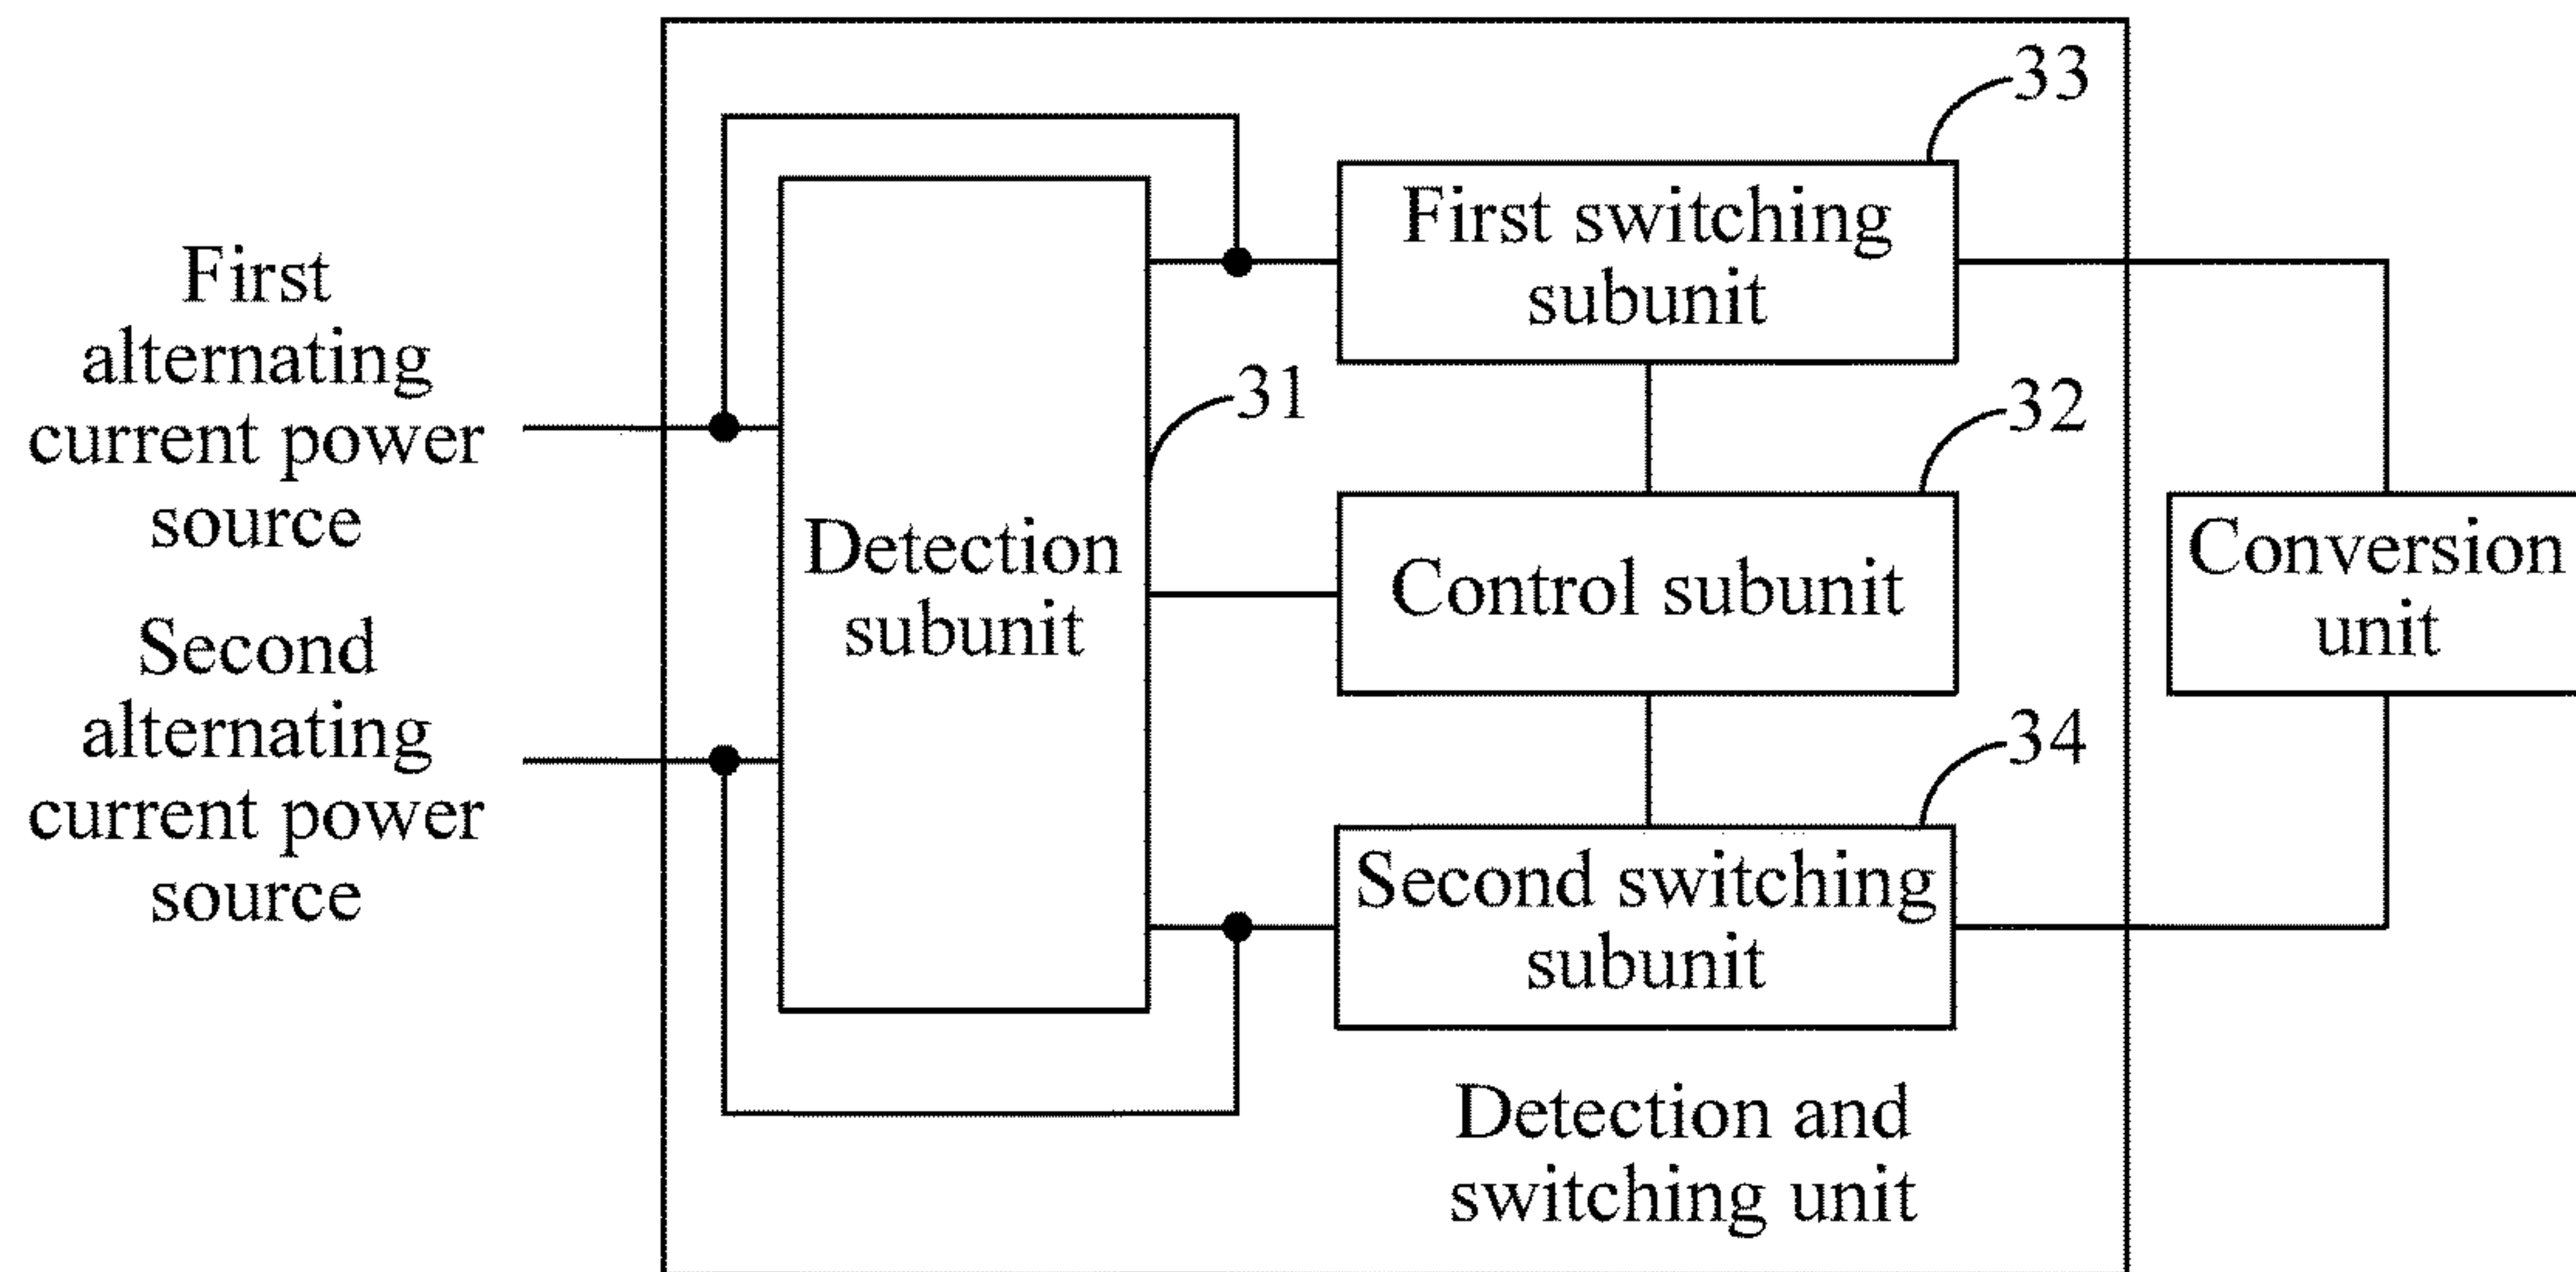 First
alternating
current power
source
Second
alternating
current power
source
Detection
subunit
31
33
First switching
subunit
32
Control subunit
34
Second switching
subunit
Detection and
switching unit
Conversion
unit